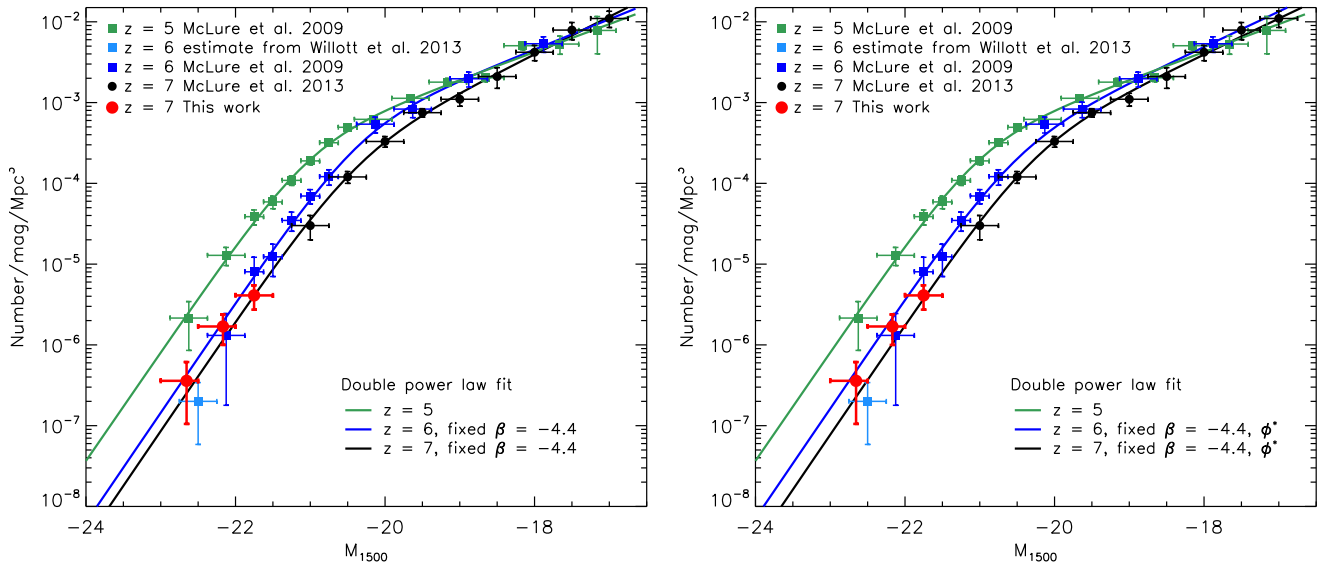 z = 5 McLure et al. 2009
z = 6 estimate from Willott et al. 2013
z = 6 McLure et al. 2009
z = 7 McLure et al. 2013
z = 7 This work
Number/mag/Mpc³
10⁻²
10⁻³
10⁻⁴
10⁻⁵
10⁻⁶
10⁻⁷
10⁻⁸
Double power law fit
z = 5
z = 6, fixed β = −4.4
z = 7, fixed β = −4.4
−24 −22 −20 −18
M₁₅₀₀
z = 5 McLure et al. 2009
z = 6 estimate from Willott et al. 2013
z = 6 McLure et al. 2009
z = 7 McLure et al. 2013
z = 7 This work
Number/mag/Mpc³
10⁻²
10⁻³
10⁻⁴
10⁻⁵
10⁻⁶
10⁻⁷
10⁻⁸
Double power law fit
z = 5
z = 6, fixed β = −4.4, ϕ*
z = 7, fixed β = −4.4, ϕ*
−24 −22 −20 −18
M₁₅₀₀